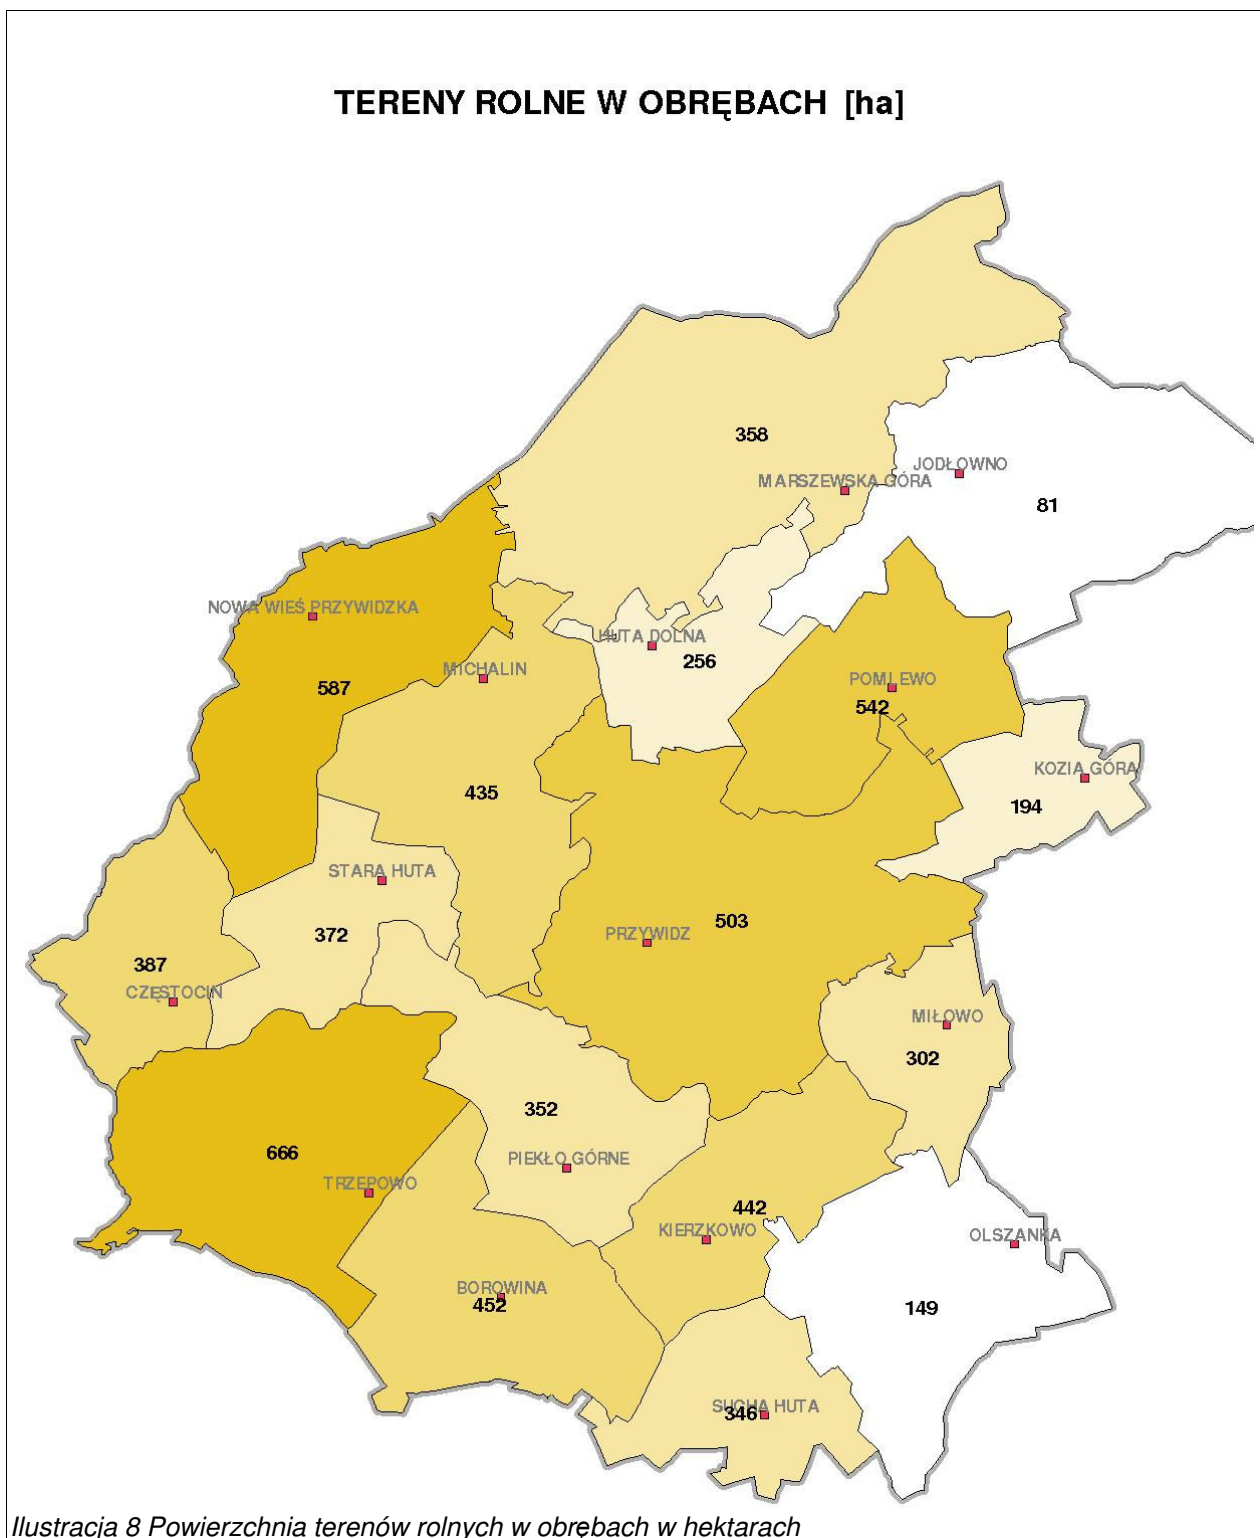 TERENY ROLNE W OBRĘBACH [ha]
358
JODŁOWNO
MARSZEWSKA GÓRA
81
NOWA WIEŚ PRZYWIDZKA
HUTA DOLNA
256
MICHALIN
587
POMLEWO
542
KOZIA GÓRA
435
194
STARA HUTA
372
503
PRZYWIDZ
387
CZĘSTOCIN
MIŁOWO
302
352
666
PIEKŁO GÓRNE
TRZEPOWO
442
KIERZKOWO
OLSZANKA
BOROWINA
452
149
SUCHA HUTA
346
Ilustracja 8 Powierzchnia terenów rolnych w obrębach w hektarach